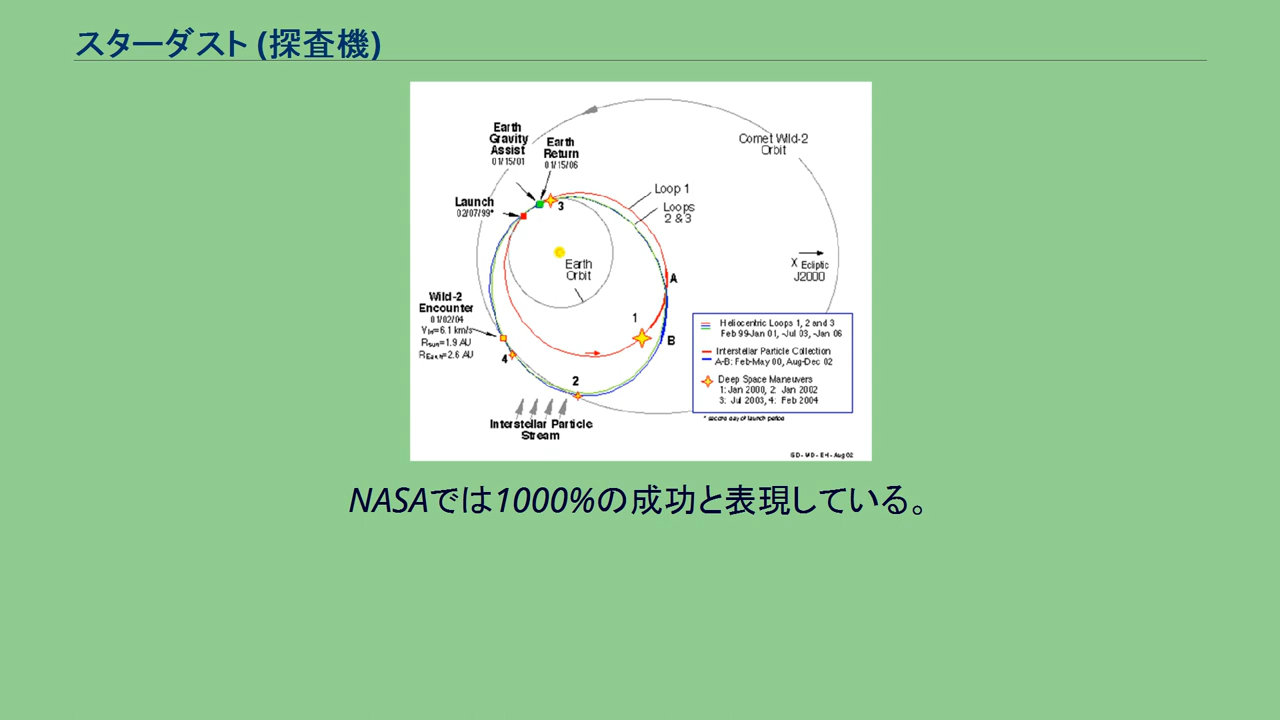 スターダスト (探査機)
Comet Wild-2
Orbit
Earth
Gravity
Assist
01/15/01
Earth
Return
01/15/06
Launch
02/07/99*
3
Loop 1
Loops
2 & 3
Earth
Orbit
X Ecliptic
J2000
A
Wild-2
Encounter
01/02/04
=6.1 km/s
=1.9 AU
=2.6 AU
1
B
4
2
Interstellar Particle
Stream
Heliocentric Loops 1, 2 and 3
Feb 99-Jan 01, -Jul 03, -Jan 06
Interstellar Particle Collection
A-B: Feb-May 00, Aug-Dec 02
Deep Space Maneuvers
1: Jan 2000, 2: Jan 2002
3: Jul 2003, 4: Feb 2004
* second day of launch period
NASAでは1000%の成功と表現している。